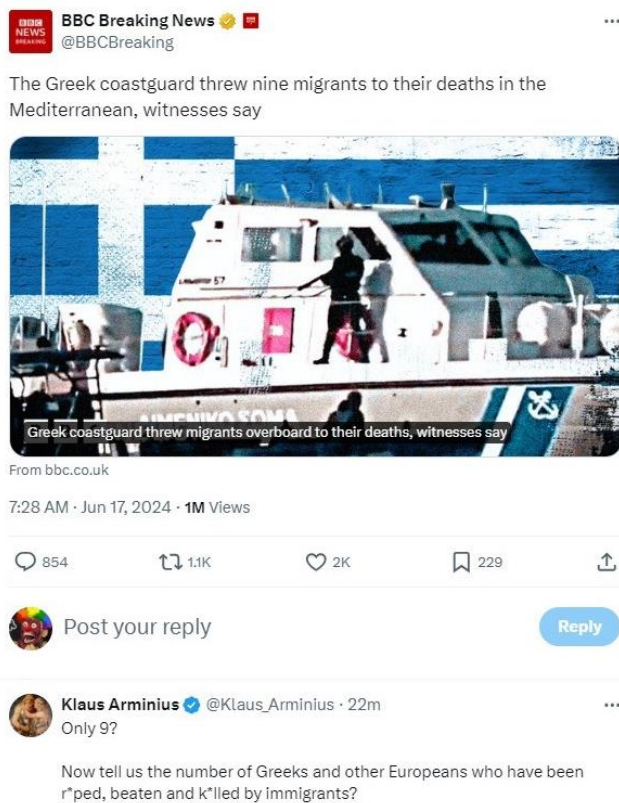 BBC
NEWS
BREAKING
BBC Breaking News
@BBCBreaking
The Greek coastguard threw nine migrants to their deaths in the
Mediterranean, witnesses say
57
ΛΙΜΕΝΙΚΟ ΣΩΜΑ
Greek coastguard threw migrants overboard to their deaths, witnesses say
From bbc.co.uk
7:28 AM · Jun 17, 2024 · 1M Views
854 1.1K 2K 229
Post your reply
Reply
Klaus Arminius @Klaus_Arminius · 22m
Only 9?
Now tell us the number of Greeks and other Europeans who have been
r*ped, beaten and k*lled by immigrants?